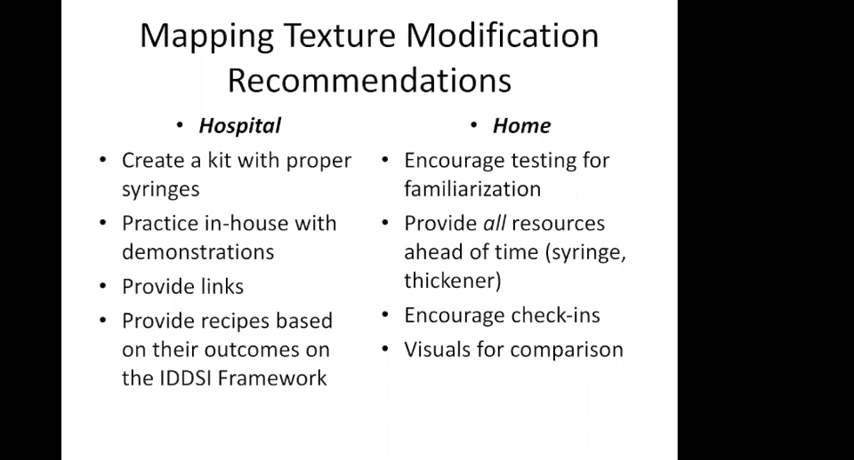 Mapping Texture Modification
Recommendations
• Hospital
• Create a kit with proper
syringes
• Practice in-house with
demonstrations
• Provide links
• Provide recipes based
on their outcomes on
the IDDSI Framework
• Home
• Encourage testing for
familiarization
• Provide all resources
ahead of time (syringe,
thickener)
• Encourage check-ins
• Visuals for comparison